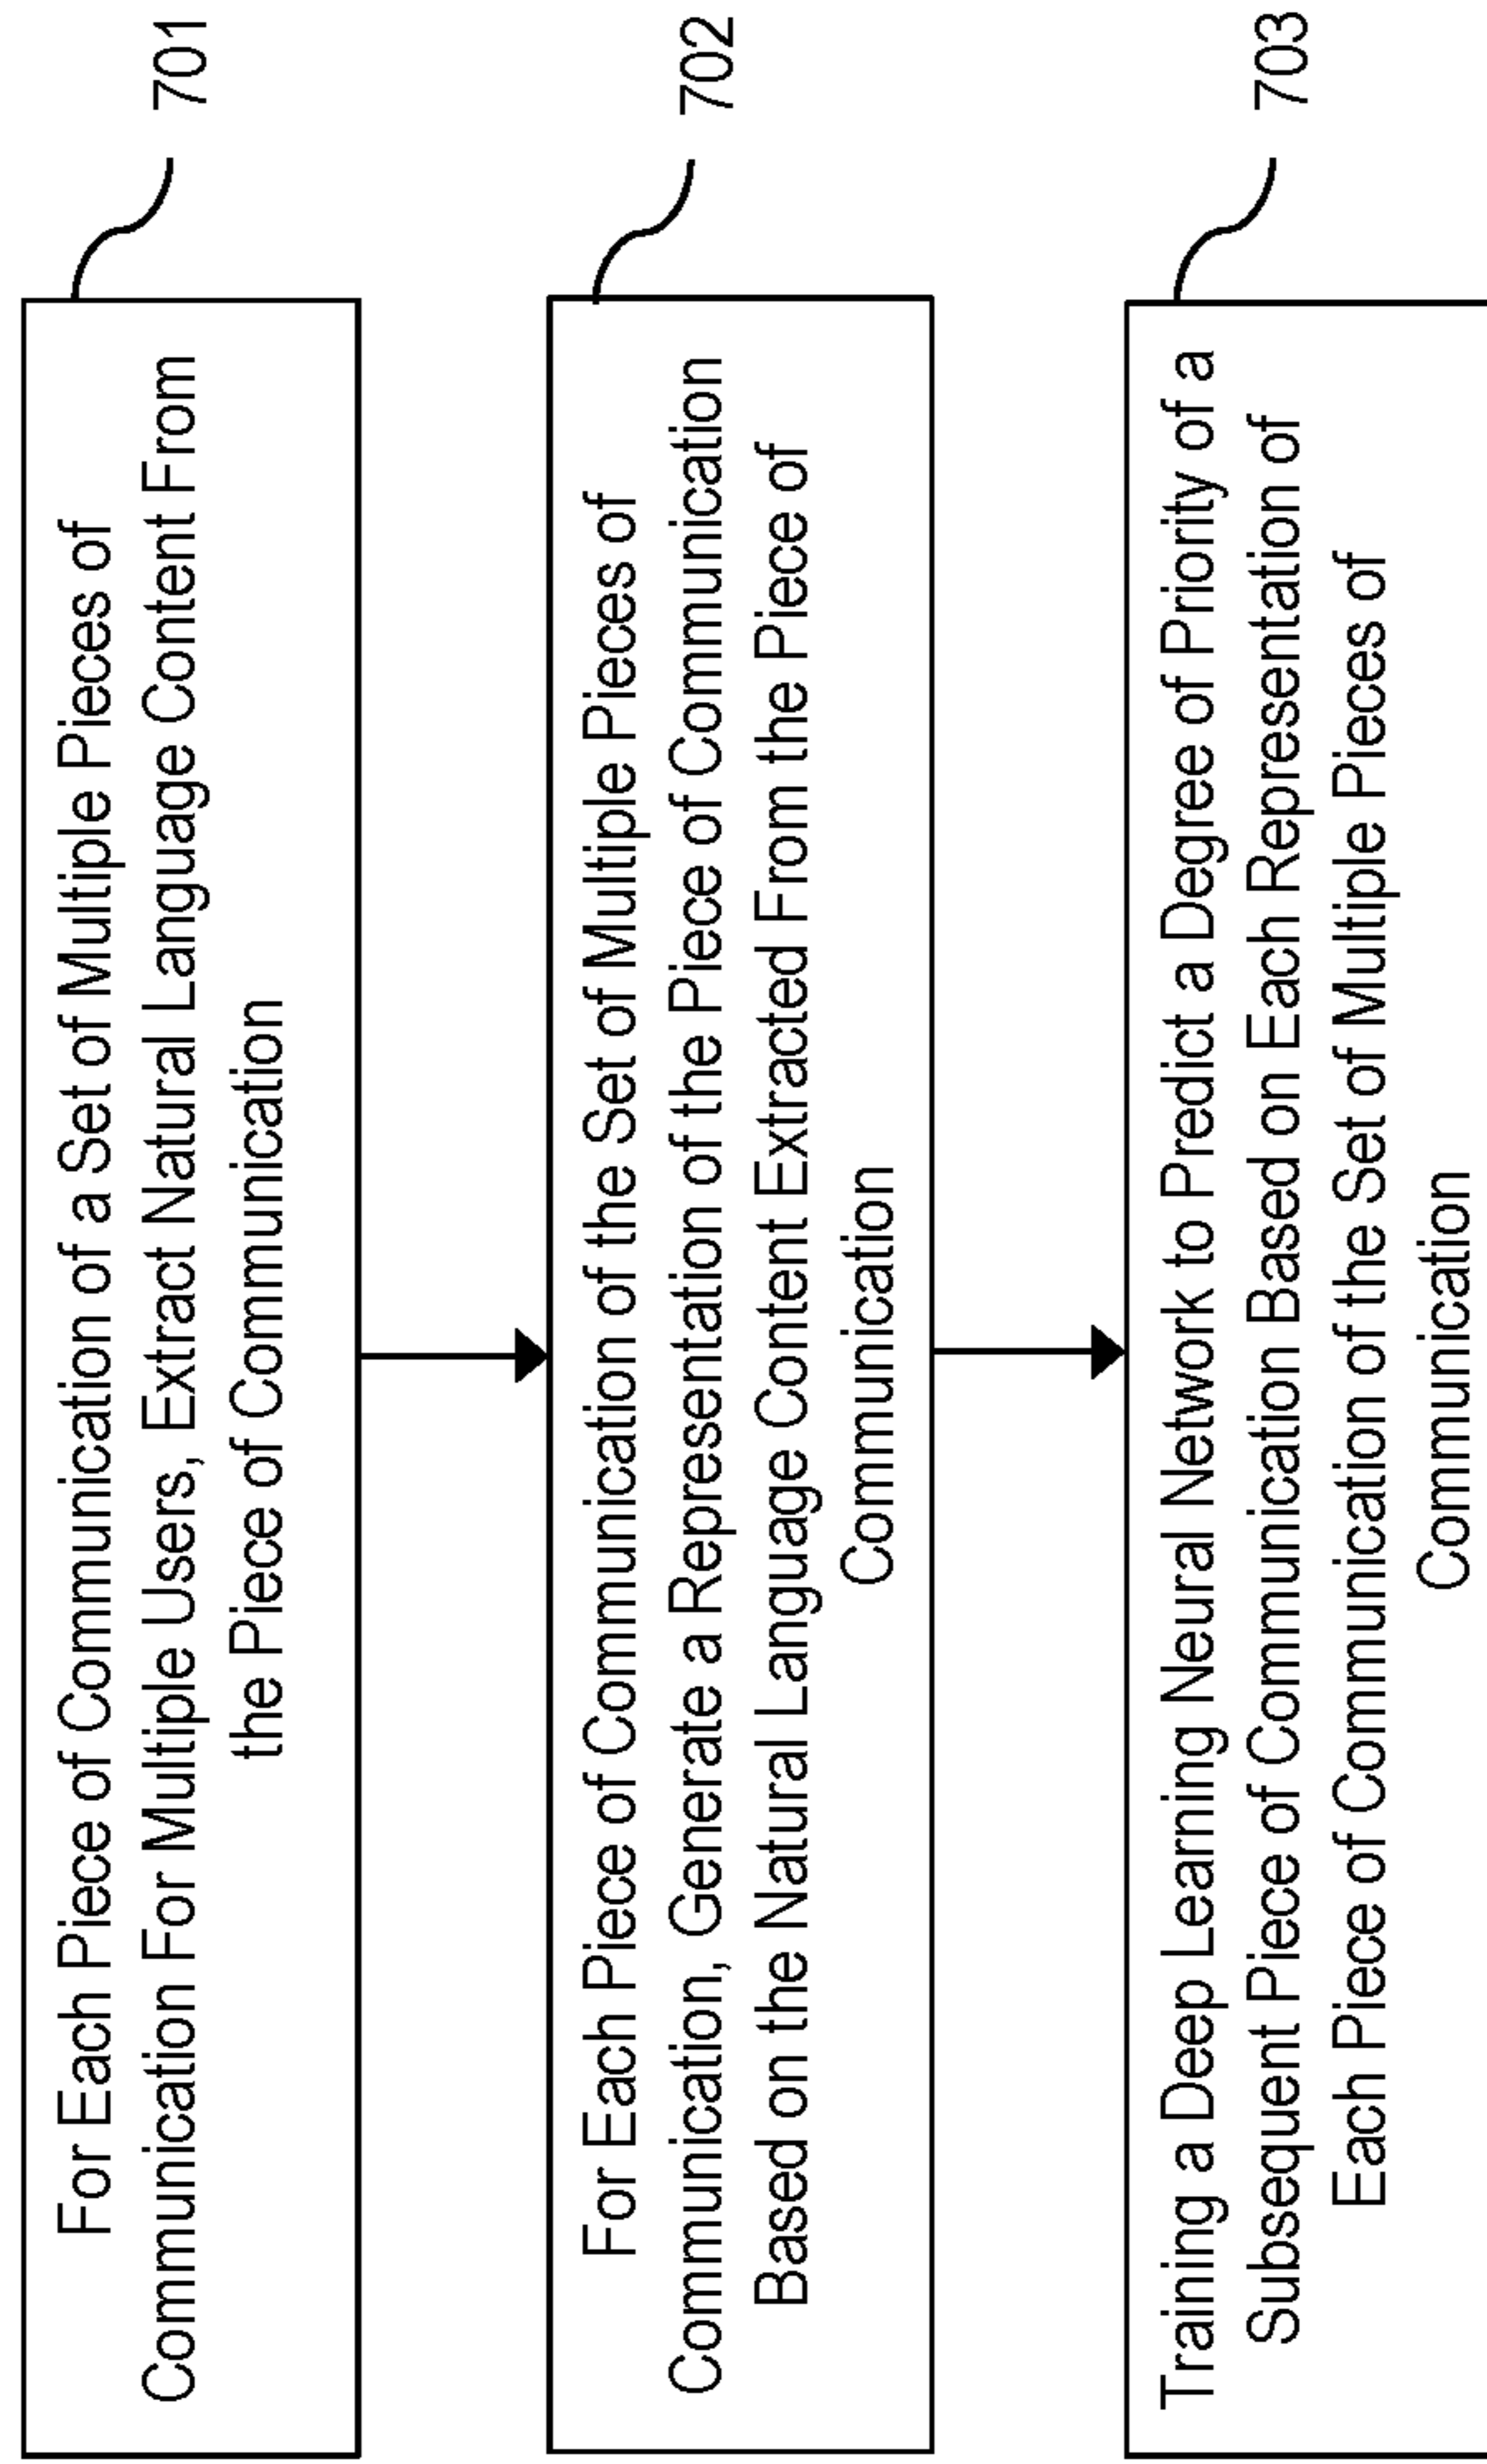 For Each Piece of Communication of a Set of Multiple Pieces of
Communication For Multiple Users, Extract Natural Language Content From
the Piece of Communication
701
For Each Piece of Communication of the Set of Multiple Pieces of
Communication, Generate a Representation of the Piece of Communication
Based on the Natural Language Content Extracted From the Piece of
Communication
702
Training a Deep Learning Neural Network to Predict a Degree of Priority of a
Subsequent Piece of Communication Based on Each Representation of
Each Piece of Communication of the Set of Multiple Pieces of
Communication
703